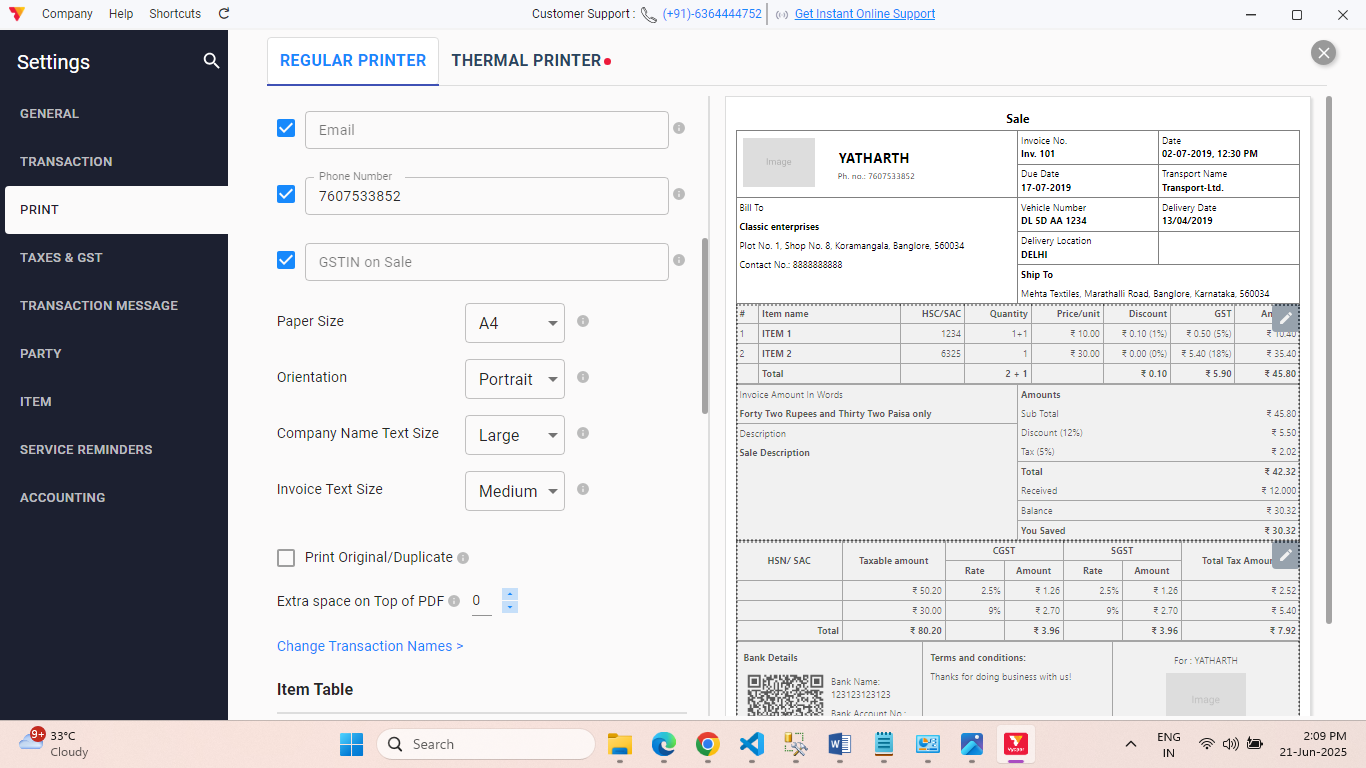 Company Help Shortcuts
Customer Support : (+91)-6364444752 Get Instant Online Support
Settings
GENERAL
TRANSACTION
PRINT
TAXES & GST
TRANSACTION MESSAGE
PARTY
ITEM
SERVICE REMINDERS
ACCOUNTING
REGULAR PRINTER THERMAL PRINTER
Email
Phone Number
7607533852
GSTIN on Sale
Paper Size A4
Orientation Portrait
Company Name Text Size Large
Invoice Text Size Medium
Print Original/Duplicate
Extra space on Top of PDF 0
Change Transaction Names >
Item Table
Sale
Image
YATHARTH
Ph. no.: 7607533852
Invoice No.
Inv. 101
Date
02-07-2019, 12:30 PM
Due Date
17-07-2019
Transport Name
Transport-Ltd.
Bill To
Classic enterprises
Plot No. 1, Shop No. 8, Koramangala, Banglore, 560034
Contact No.: 8888888888
Vehicle Number
DL 5D AA 1234
Delivery Date
13/04/2019
Delivery Location
DELHI
Ship To
Mehta Textiles, Marathalli Road, Banglore, Karnataka, 560034
# Item name HSC/SAC Quantity Price/unit Discount GST
1 ITEM 1 1234 1+1 ₹ 10.00 ₹ 0.10 (1%) ₹ 0.50 (5%) ₹ 10.40
2 ITEM 2 6325 1 ₹ 30.00 ₹ 0.00 (0%) ₹ 5.40 (18%) ₹ 35.40
Total 2 + 1 ₹ 0.10 ₹ 5.90 ₹ 45.80
Invoice Amount In Words
Forty Two Rupees and Thirty Two Paisa only
Description
Sale Description
Amounts
Sub Total ₹ 45.80
Discount (12%) ₹ 5.50
Tax (5%) ₹ 2.02
Total ₹ 42.32
Received ₹ 12.000
Balance ₹ 30.32
You Saved ₹ 30.32
HSN/ SAC Taxable amount CGST SGST Total Tax Amou
Rate Amount Rate Amount
₹ 50.20 2.5% ₹ 1.26 2.5% ₹ 1.26 ₹ 2.52
₹ 30.00 9% ₹ 2.70 9% ₹ 2.70 ₹ 5.40
Total ₹ 80.20 ₹ 3.96 ₹ 3.96 ₹ 7.92
Bank Details
Bank Name:
123123123123
Bank Account No.:
Terms and conditions:
Thanks for doing business with us!
For : YATHARTH
Image
9+
33°C
Cloudy
Search
ENG
IN
2:09 PM
21-Jun-2025